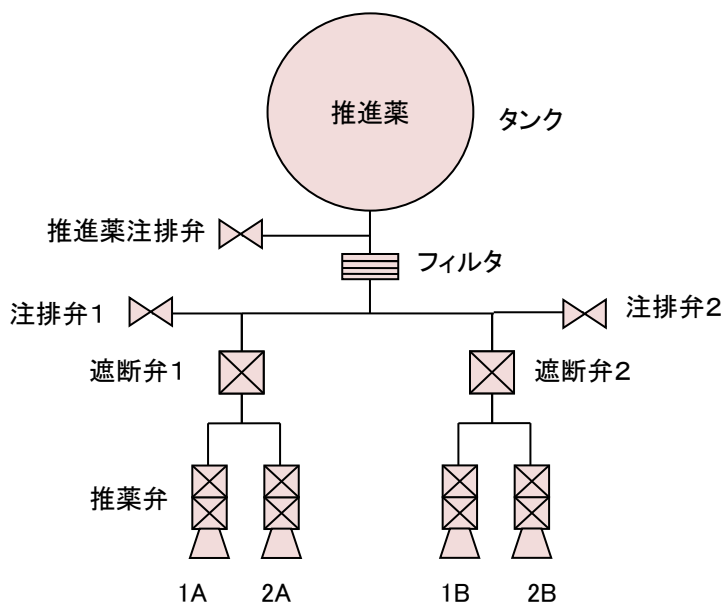 推進薬
タンク
推進薬注排弁
フィルタ
注排弁1
注排弁2
遮断弁1
遮断弁2
推薬弁
1A 2A 1B 2B